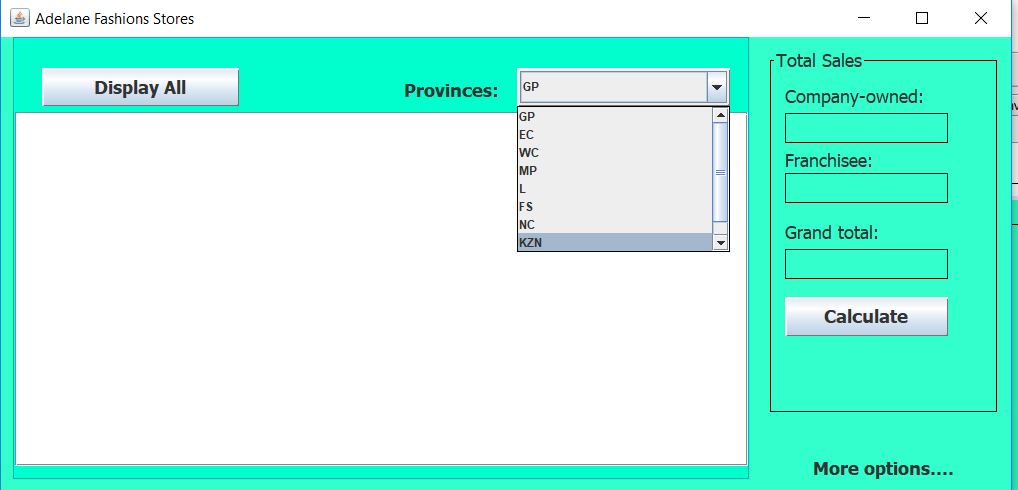 Adelane Fashions Stores
Display All
Provinces:
GP
GP
EC
WC
MP
L
FS
NC
KZN
Total Sales
Company-owned:
Franchisee:
Grand total:
Calculate
More options....